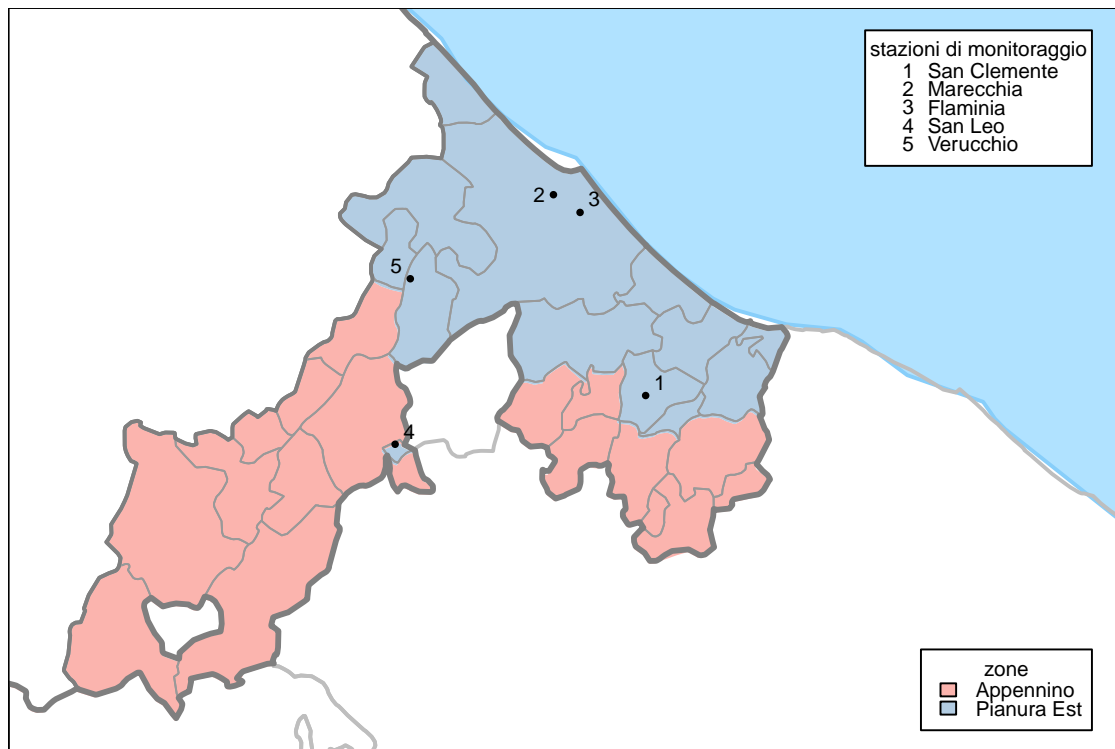 stazioni di monitoraggio
1 San Clemente
2 Marecchia
3 Flaminia
4 San Leo
5 Verucchio
2
3
5
1
4
zone
Appennino
Pianura Est